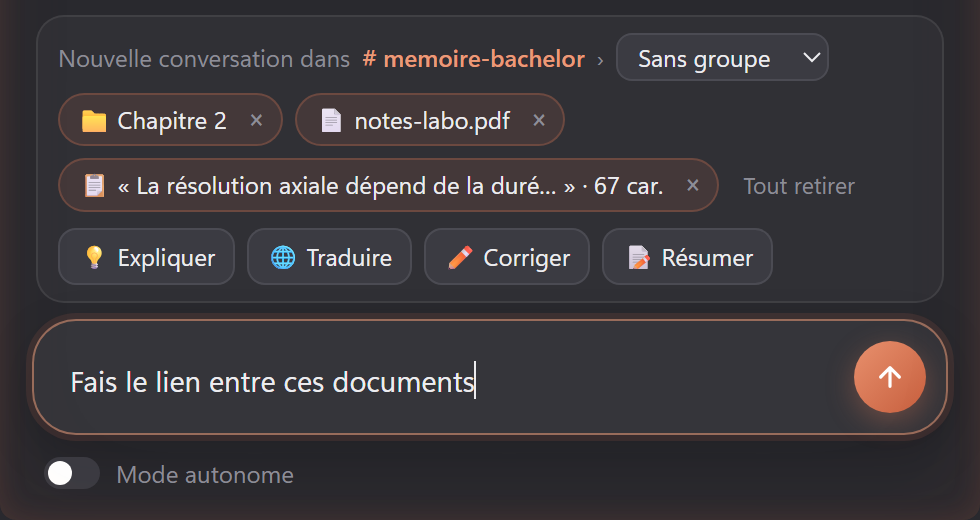 Nouvelle conversation dans # memoire-bachelor › Sans groupe
Chapitre 2 × notes-labo.pdf ×
« La résolution axiale dépend de la duré... » · 67 car. × Tout retirer
Expliquer Traduire Corriger Résumer
Fais le lien entre ces documents
Mode autonome